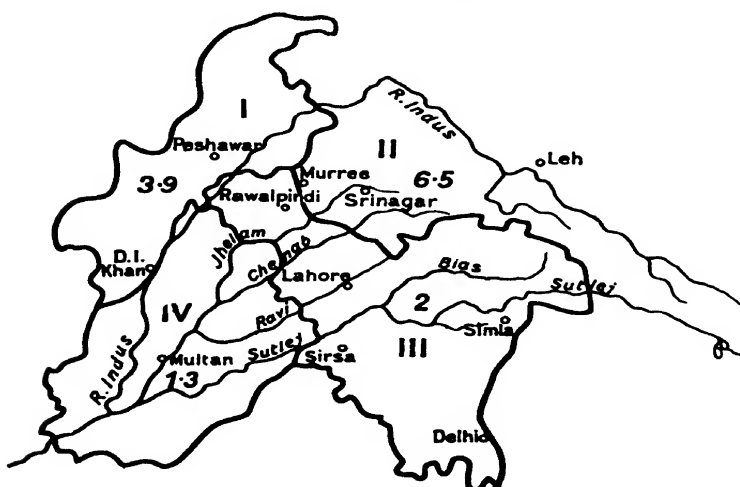 I
R. Indus
Peshawar
II
Leh
3·9
Murree
6·5
Rawalpindi
Srinagar
Jhelam
Chenab
D.I.
Khan
Lahore
Bias
Sutlej
IV
Ravi
2
Simla
III
R. Indus
Multan
Sutlej
Sirsa
1·3
Delhi